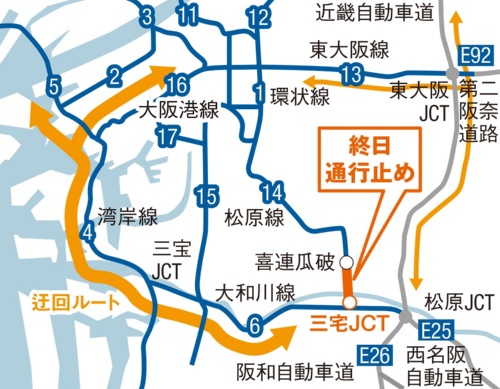 近畿自動車道
3
11
12
東大阪線
E92
5
2
16
13
1
大阪港線
環状線
東大阪
JCT
第二
阪奈
道路
17
終日
通行止め
15
14
湾岸線
松原線
4
三宝
JCT
喜連瓜破
迂回ルート
大和川線
松原JCT
6
三宅JCT
E25
E26
西名阪
自動車道
阪和自動車道